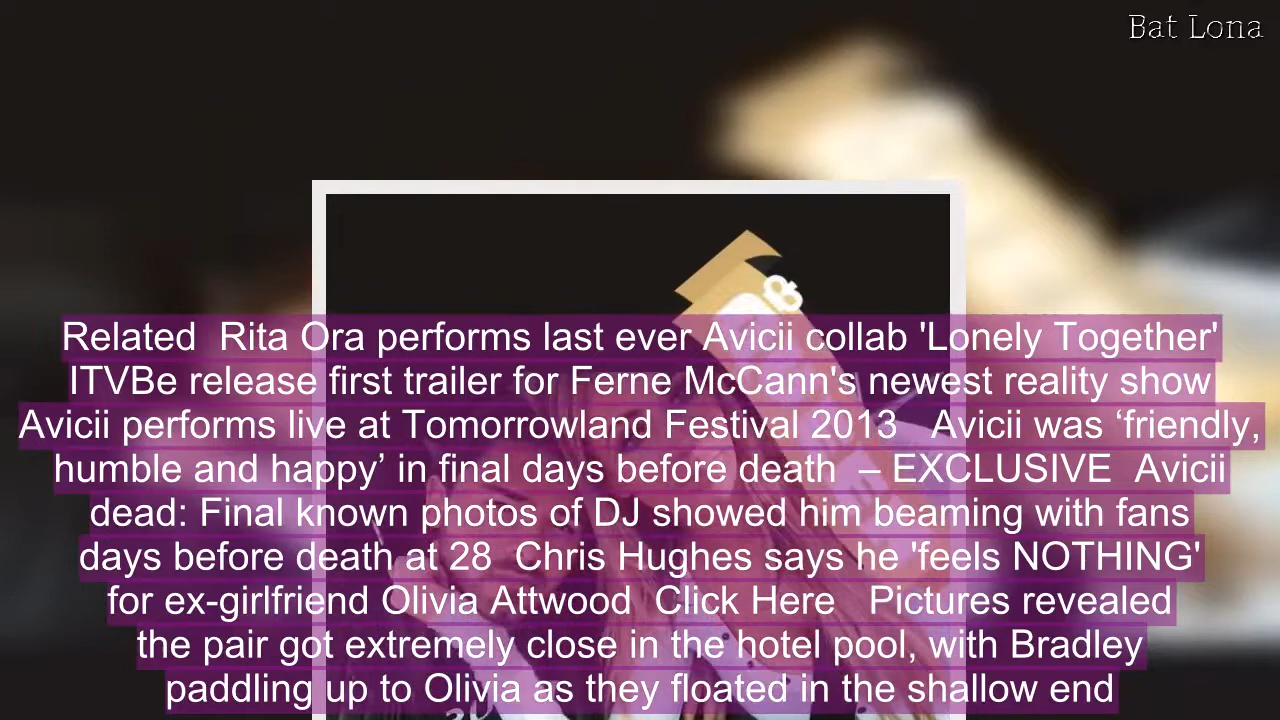 Bat Lona
Related  Rita Ora performs last ever Avicii collab 'Lonely Together'
ITVBe release first trailer for Ferne McCann's newest reality show
Avicii performs live at Tomorrowland Festival 2013   Avicii was ‘friendly,
humble and happy’ in final days before death  – EXCLUSIVE  Avicii
dead: Final known photos of DJ showed him beaming with fans
days before death at 28  Chris Hughes says he 'feels NOTHING'
for ex-girlfriend Olivia Attwood  Click Here   Pictures revealed
the pair got extremely close in the hotel pool, with Bradley
paddling up to Olivia as they floated in the shallow end